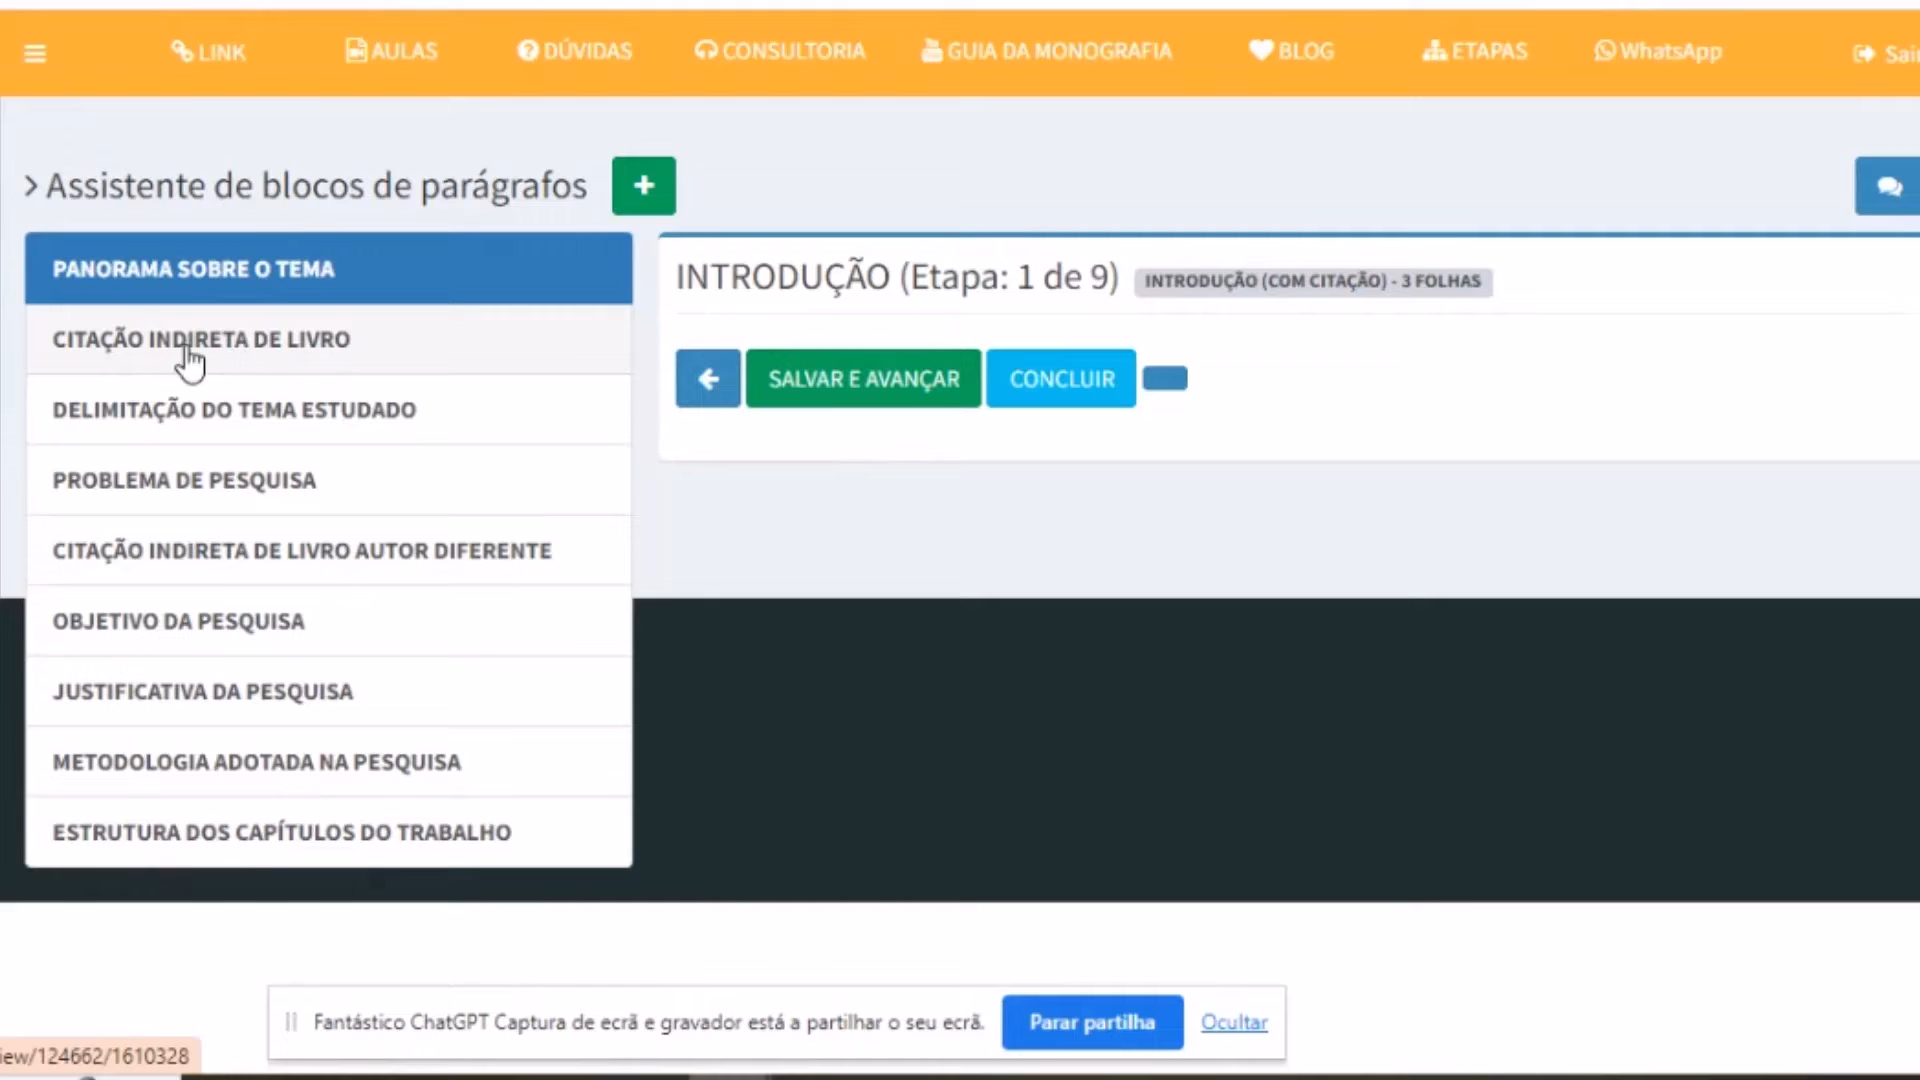 LINK AULAS DÚVIDAS CONSULTORIA GUIA DA MONOGRAFIA BLOG ETAPAS WhatsApp
Assistente de blocos de parágrafos
PANORAMA SOBRE O TEMA
CITAÇÃO INDIRETA DE LIVRO
DELIMITAÇÃO DO TEMA ESTUDADO
PROBLEMA DE PESQUISA
CITAÇÃO INDIRETA DE LIVRO AUTOR DIFERENTE
OBJETIVO DA PESQUISA
JUSTIFICATIVA DA PESQUISA
METODOLOGIA ADOTADA NA PESQUISA
ESTRUTURA DOS CAPÍTULOS DO TRABALHO
INTRODUÇÃO (Etapa: 1 de 9) INTRODUÇÃO (COM CITAÇÃO) - 3 FOLHAS
SALVAR E AVANÇAR CONCLUIR
Fantástico ChatGPT Captura de ecrã e gravador está a partilhar o seu ecrã. Parar partilha Ocultar
iew/124662/1610328